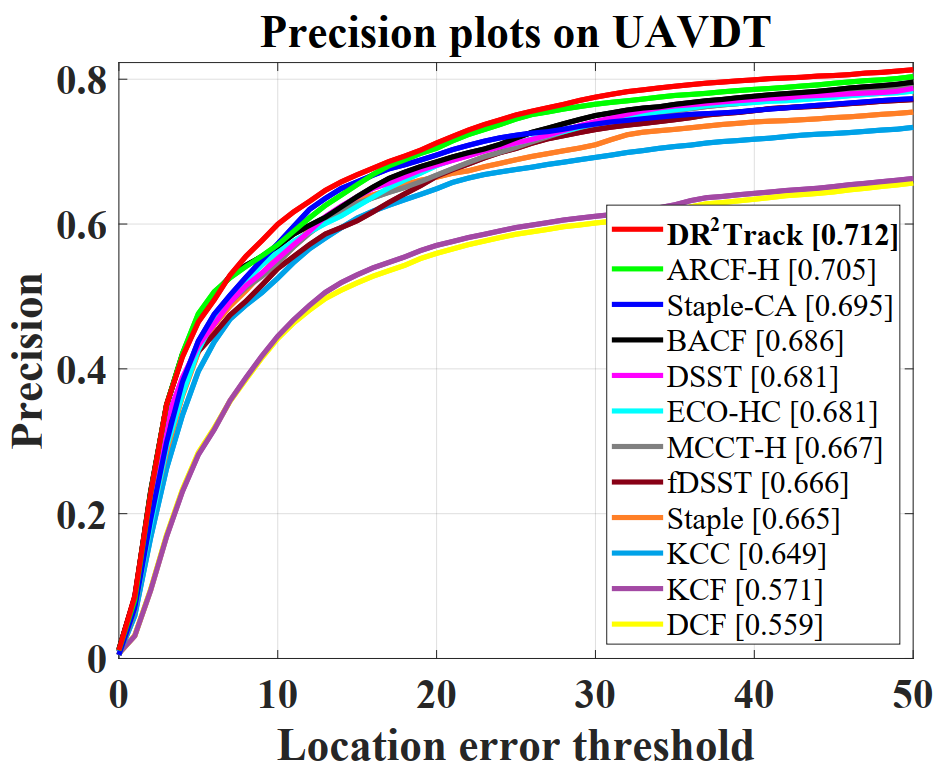 Precision plots on UAVDT
Precision
0.8
0.6
0.4
0.2
0
0 10 20 30 40 50
Location error threshold
DR² Track [0.712]
ARCF-H [0.705]
Staple-CA [0.695]
BACF [0.686]
DSST [0.681]
ECO-HC [0.681]
MCCT-H [0.667]
fDSST [0.666]
Staple [0.665]
KCC [0.649]
KCF [0.571]
DCF [0.559]